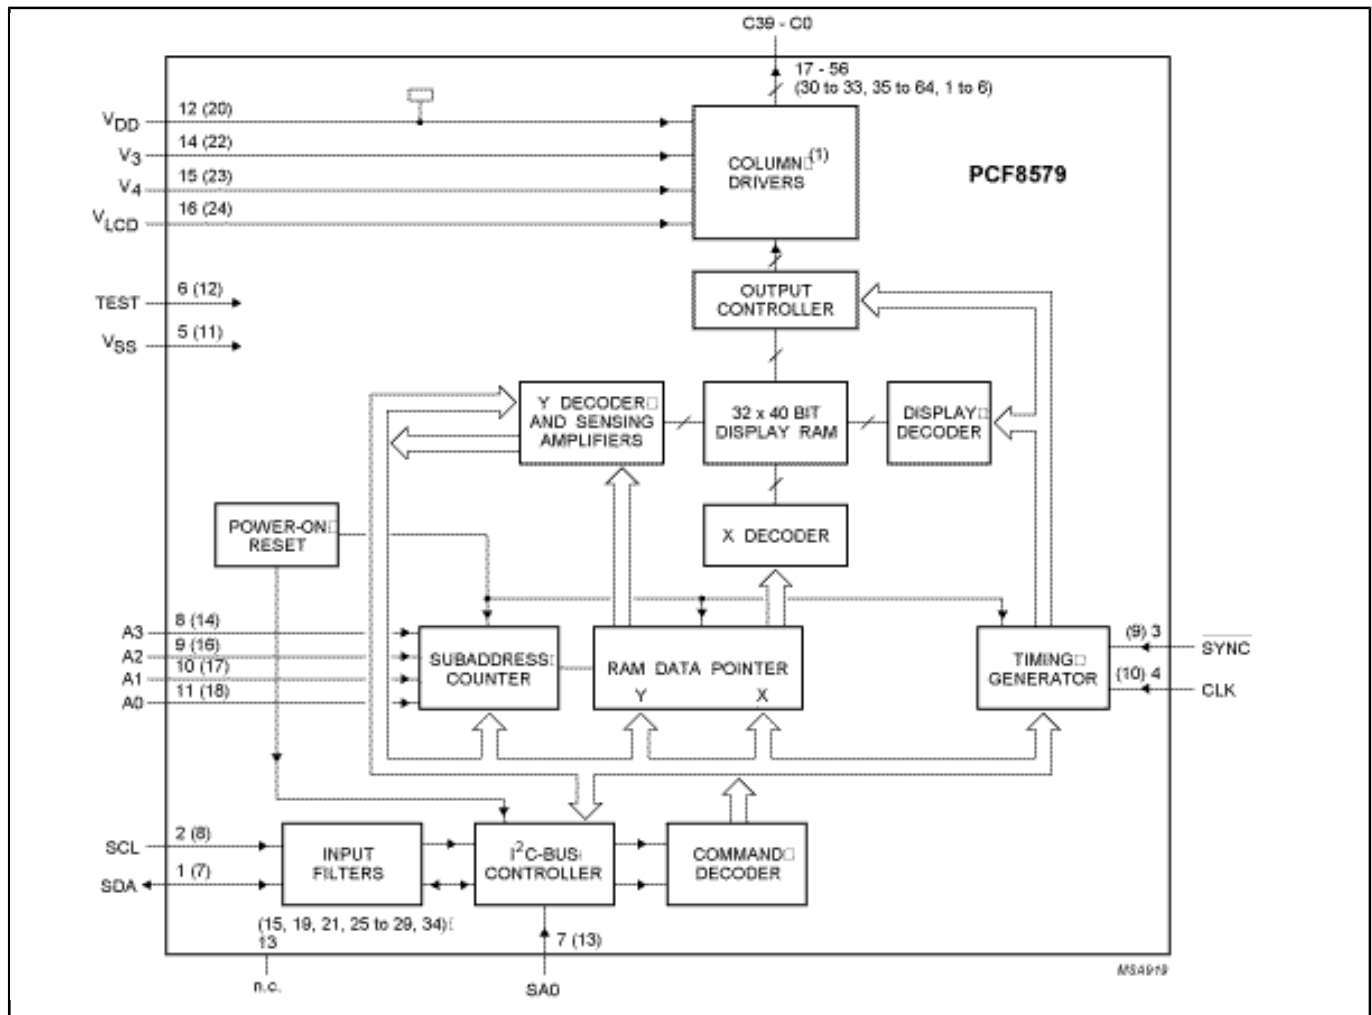 C39 - C0
17 - 56
(30 to 33, 35 to 64, 1 to 6)
VDD
12 (20)
V3
14 (22)
V4
15 (23)
VLCD
16 (24)
COLUMN (1)
DRIVERS
PCF8579
TEST
6 (12)
VSS
5 (11)
OUTPUT
CONTROLLER
Y DECODER
AND SENSING
AMPLIFIERS
32 x 40 BIT
DISPLAY RAM
DISPLAY
DECODER
POWER-ON
RESET
X DECODER
A3
8 (14)
A2
9 (16)
A1
10 (17)
A0
11 (18)
SUBADDRESS
COUNTER
RAM DATA POINTER
Y X
TIMING
GENERATOR
(9) 3
SYNC
(10) 4
CLK
SCL
2 (8)
SDA
1 (7)
INPUT
FILTERS
I2C-BUS
CONTROLLER
COMMAND
DECODER
(15, 19, 21, 25 to 29, 34)
13
7 (13)
n.c.
SA0
MSA919